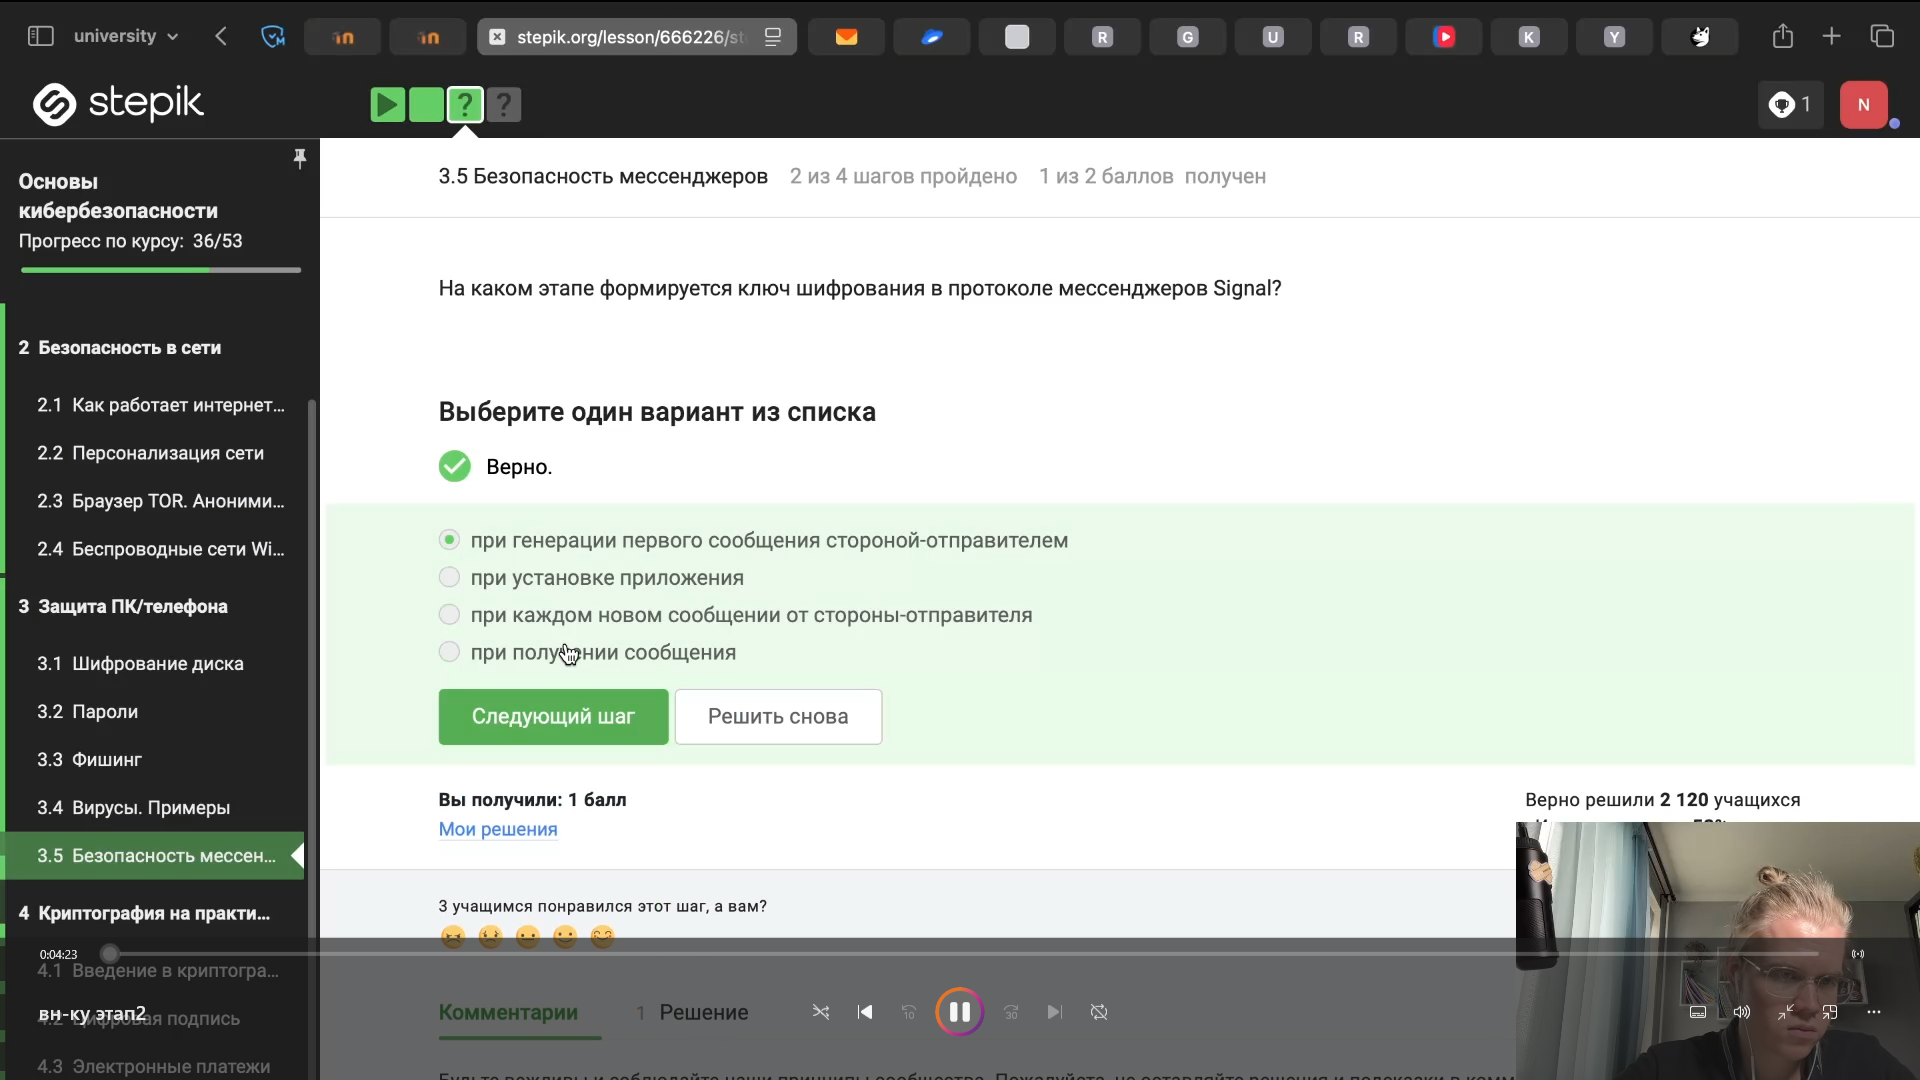 university
stepik.org/lesson/666226/st
R
G
U
R
K
Y
stepik
1
N
Основы
кибербезопасности
Прогресс по курсу: 36/53
2 Безопасность в сети
2.1 Как работает интернет...
2.2 Персонализация сети
2.3 Браузер TOR. Аноними...
2.4 Беспроводные сети Wi...
3 Защита ПК/телефона
3.1 Шифрование диска
3.2 Пароли
3.3 Фишинг
3.4 Вирусы. Примеры
3.5 Безопасность мессен...
4 Криптография на практи...
4.1 Введение в криптогра...
4.2 Цифровая подпись
4.3 Электронные платежи
3.5 Безопасность мессенджеров 2 из 4 шагов пройдено 1 из 2 баллов получен
На каком этапе формируется ключ шифрования в протоколе мессенджеров Signal?
Выберите один вариант из списка
Верно.
при генерации первого сообщения стороной-отправителем
при установке приложения
при каждом новом сообщении от стороны-отправителя
при получении сообщения
Следующий шаг
Решить снова
Вы получили: 1 балл
Мои решения
Верно решили 2 120 учащихся
3 учащимся понравился этот шаг, а вам?
0:04:23
вн-ку этап2
Комментарии
1 Решение
10
30